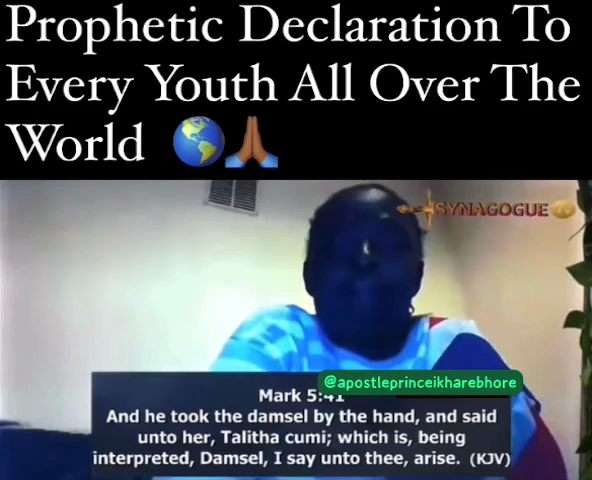 Prophetic Declaration To
Every Youth All Over The
World 🌎🙏🏾
SYNAGOGUE TV
@apostleprinceikharebhore
Mark 5:41
And he took the damsel by the hand, and said
unto her, Talitha cumi; which is, being
interpreted, Damsel, I say unto thee, arise. (KJV)